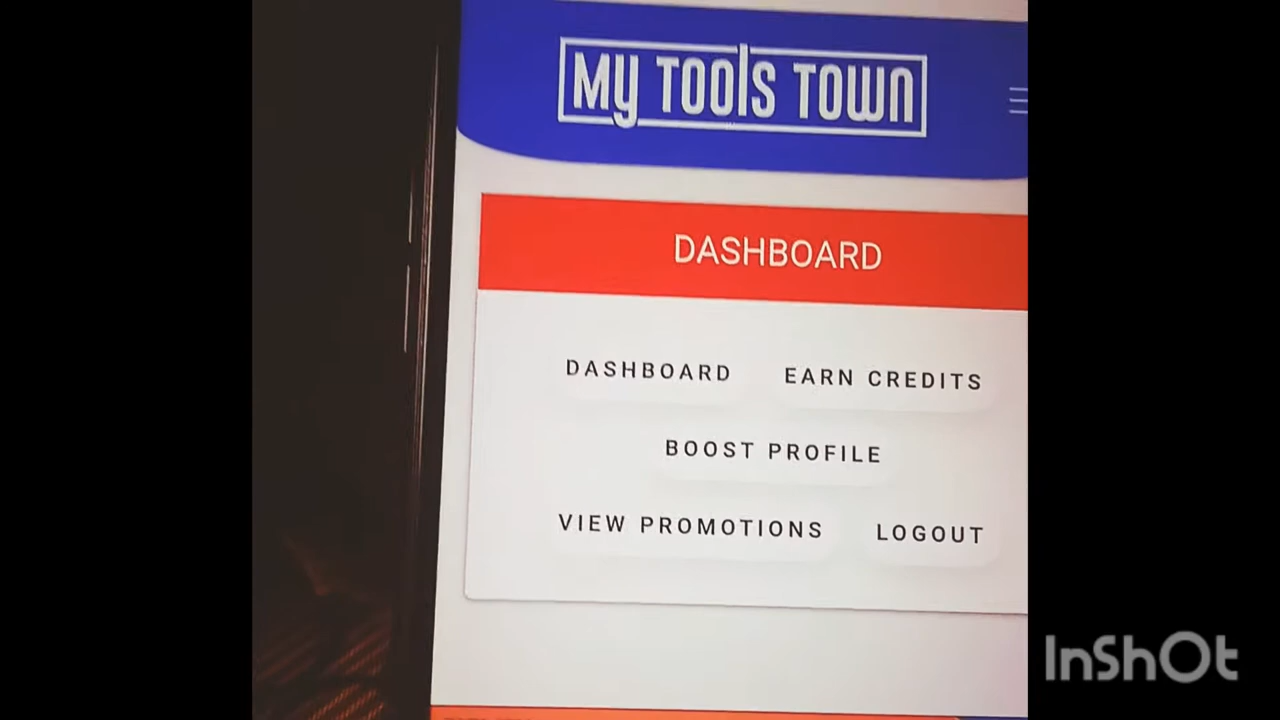 My Tools Town
DASHBOARD
DASHBOARD EARN CREDITS
BOOST PROFILE
VIEW PROMOTIONS LOGOUT
InShOt